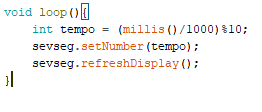 void loop(){
int tempo = (millis()/1000)%10;
sevseg.setNumber(tempo);
sevseg.refreshDisplay();
}